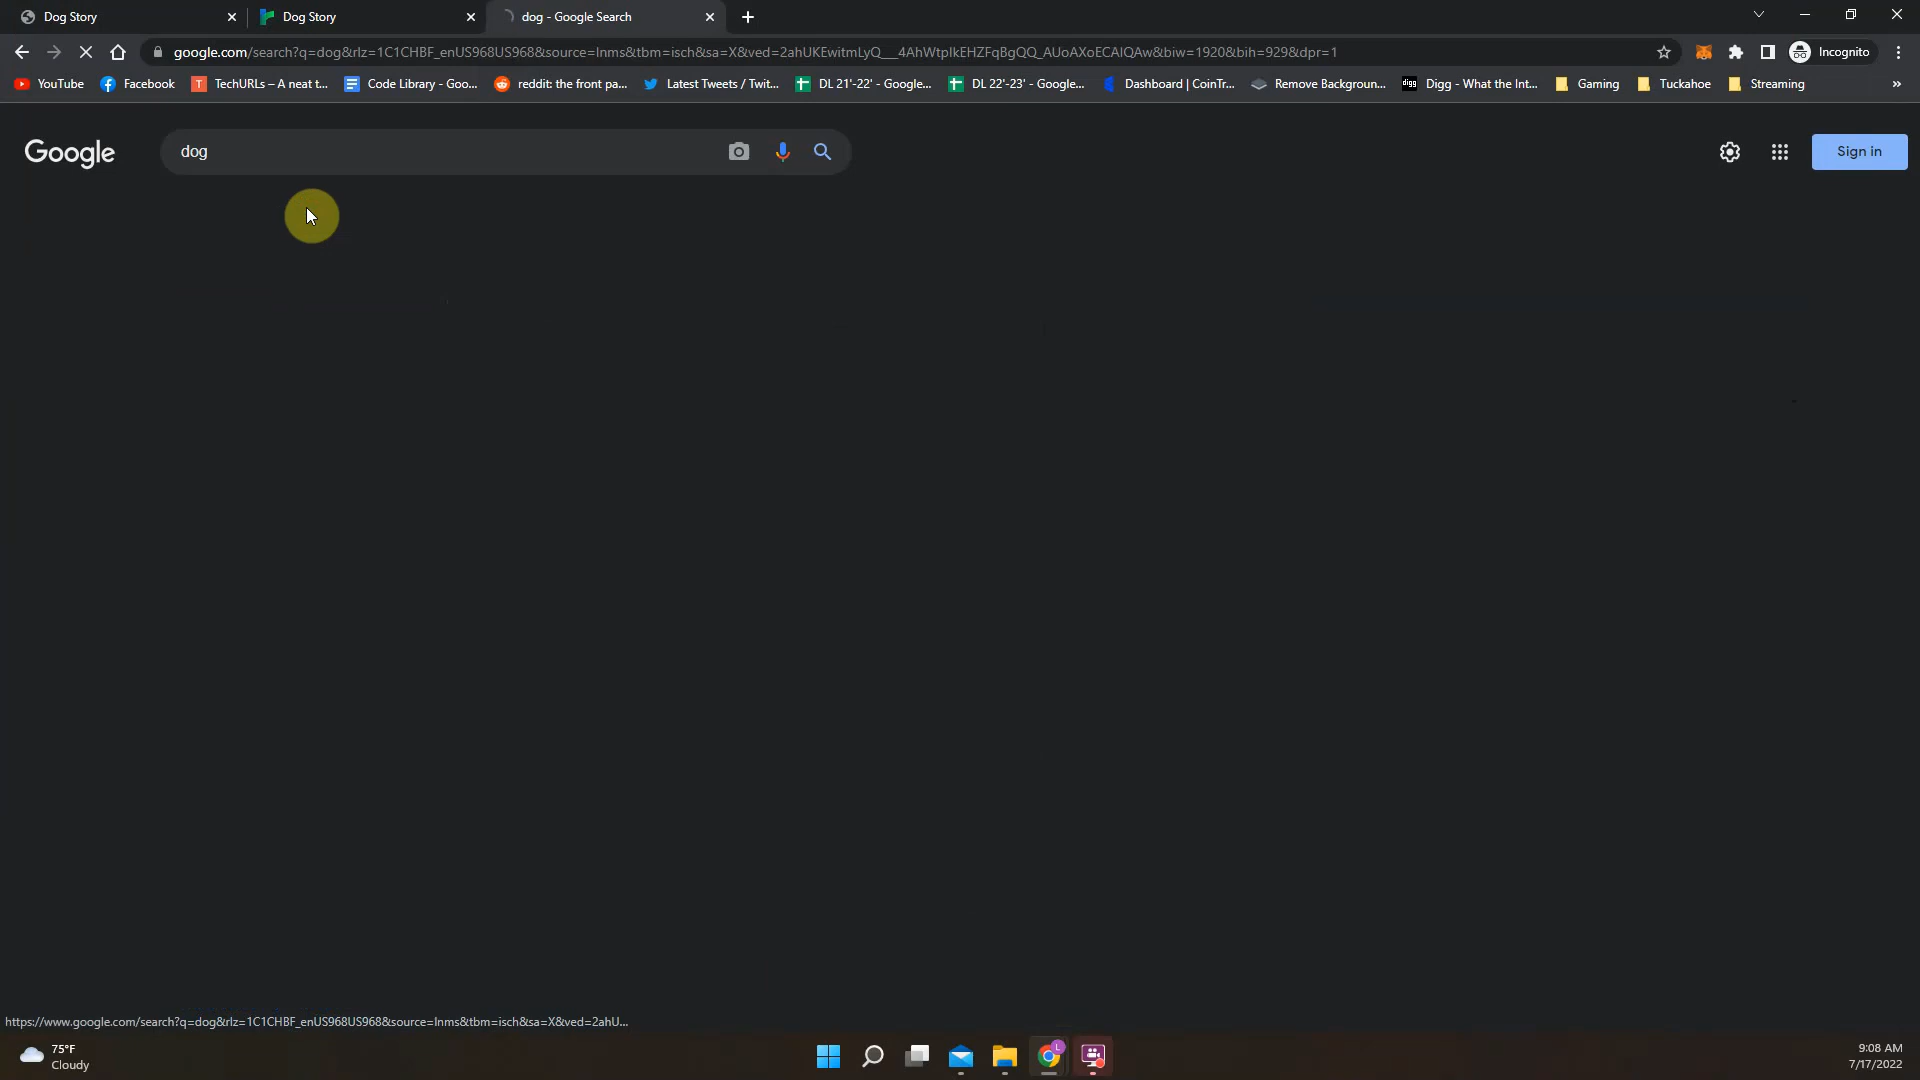 Dog Story
Dog Story
dog - Google Search
google.com/search?q=dog&rlz=1C1CHBF_enUS968US968&source=lnms&tbm=isch&sa=X&ved=2ahUKEwitmLyQ___4AhWtplkEHZFqBgQQ_AUoAXoECAIQAw&biw=1920&bih=929&dpr=1
Incognito
YouTube
Facebook
TechURLs – A neat t...
Code Library - Goo...
reddit: the front pa...
Latest Tweets / Twit...
DL 21'-22' - Google...
DL 22'-23' - Google...
Dashboard | CoinTr...
Remove Backgroun...
digg
Digg - What the Int...
Gaming
Tuckahoe
Streaming
»
Google
dog
Sign in
https://www.google.com/search?q=dog&rlz=1C1CHBF_enUS968US968&source=lnms&tbm=isch&sa=X&ved=2ahU...
75°F
Cloudy
L
9:08 AM
7/17/2022